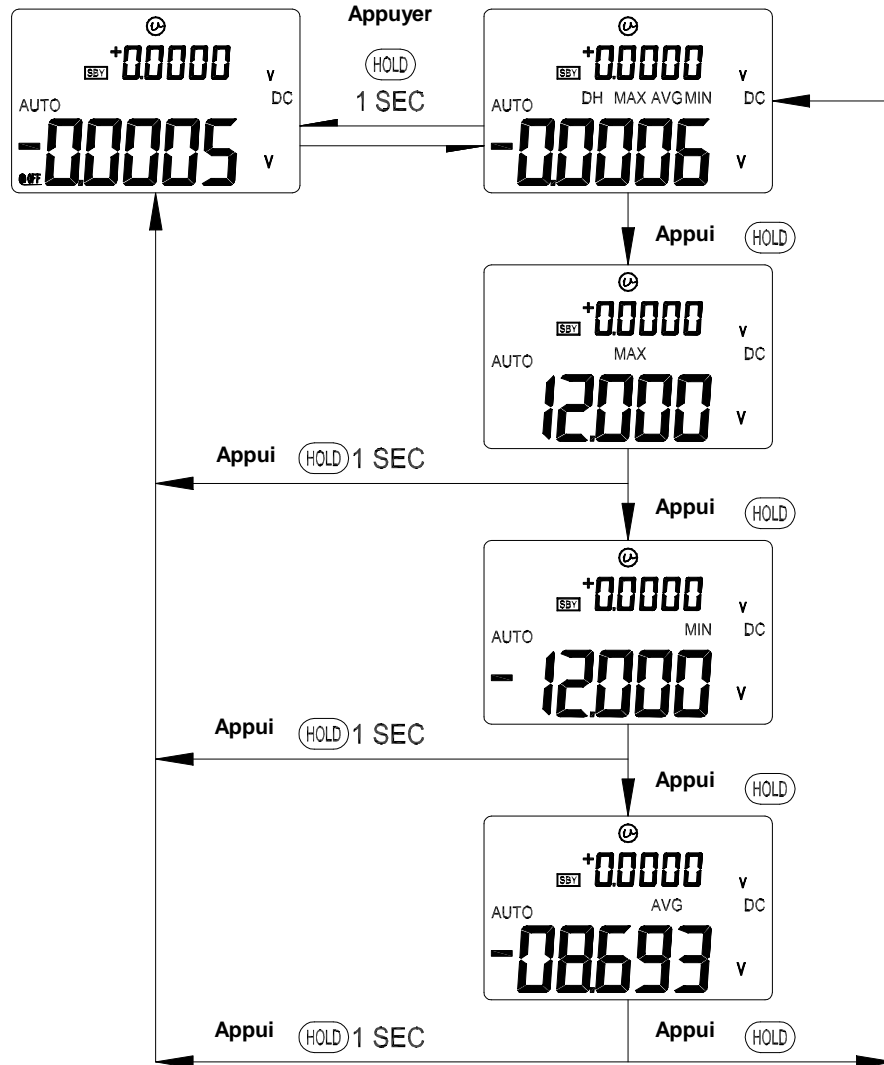 Appuyer
HOLD
1 SEC
+0.0000 V
SBY
AUTO DC
-0.0005 V
OFF
+0.0000 V
SBY
AUTO DH MAX AVG MIN DC
-0.0006 V
Appui HOLD
+0.0000 V
SBY
AUTO MAX DC
12.000 V
Appui HOLD 1 SEC
Appui HOLD
+0.0000 V
SBY
AUTO MIN DC
-12.000 V
Appui HOLD 1 SEC
Appui HOLD
+0.0000 V
SBY
AUTO AVG DC
-08.693 V
Appui HOLD 1 SEC
Appui HOLD